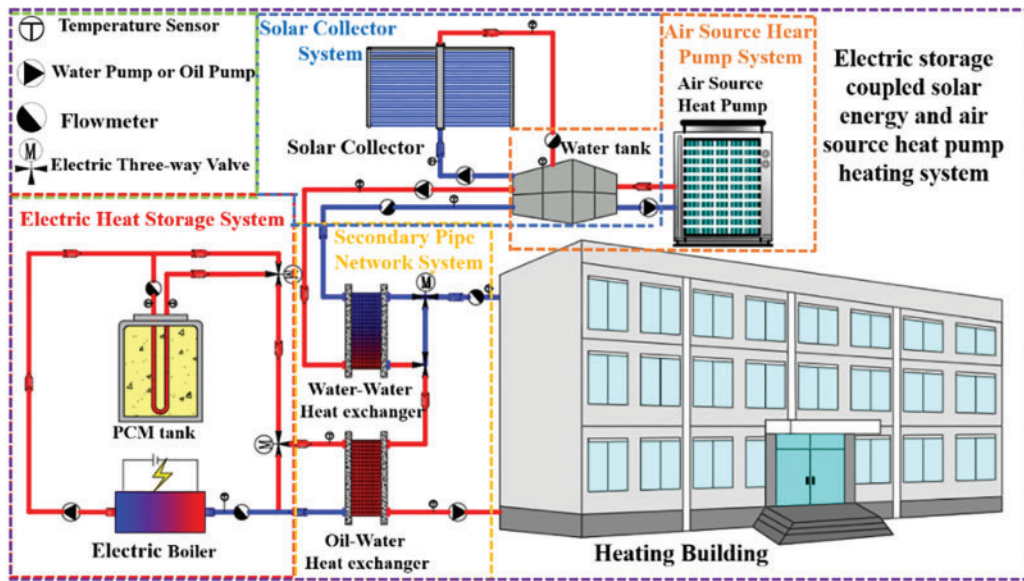 Temperature Sensor
Water Pump or Oil Pump
Flowmeter
M
Electric Three-way Valve
Solar Collector
System
Solar Collector
Water tank
Air Source Hear
Pump System
Air Source
Heat Pump
Electric storage
coupled solar
energy and air
source heat pump
heating system
Electric Heat Storage System
M
PCM tank
M
Electric Boiler
Secondary Pipe
Network System
M
Water-Water
Heat exchanger
Oil-Water
Heat exchanger
Heating Building